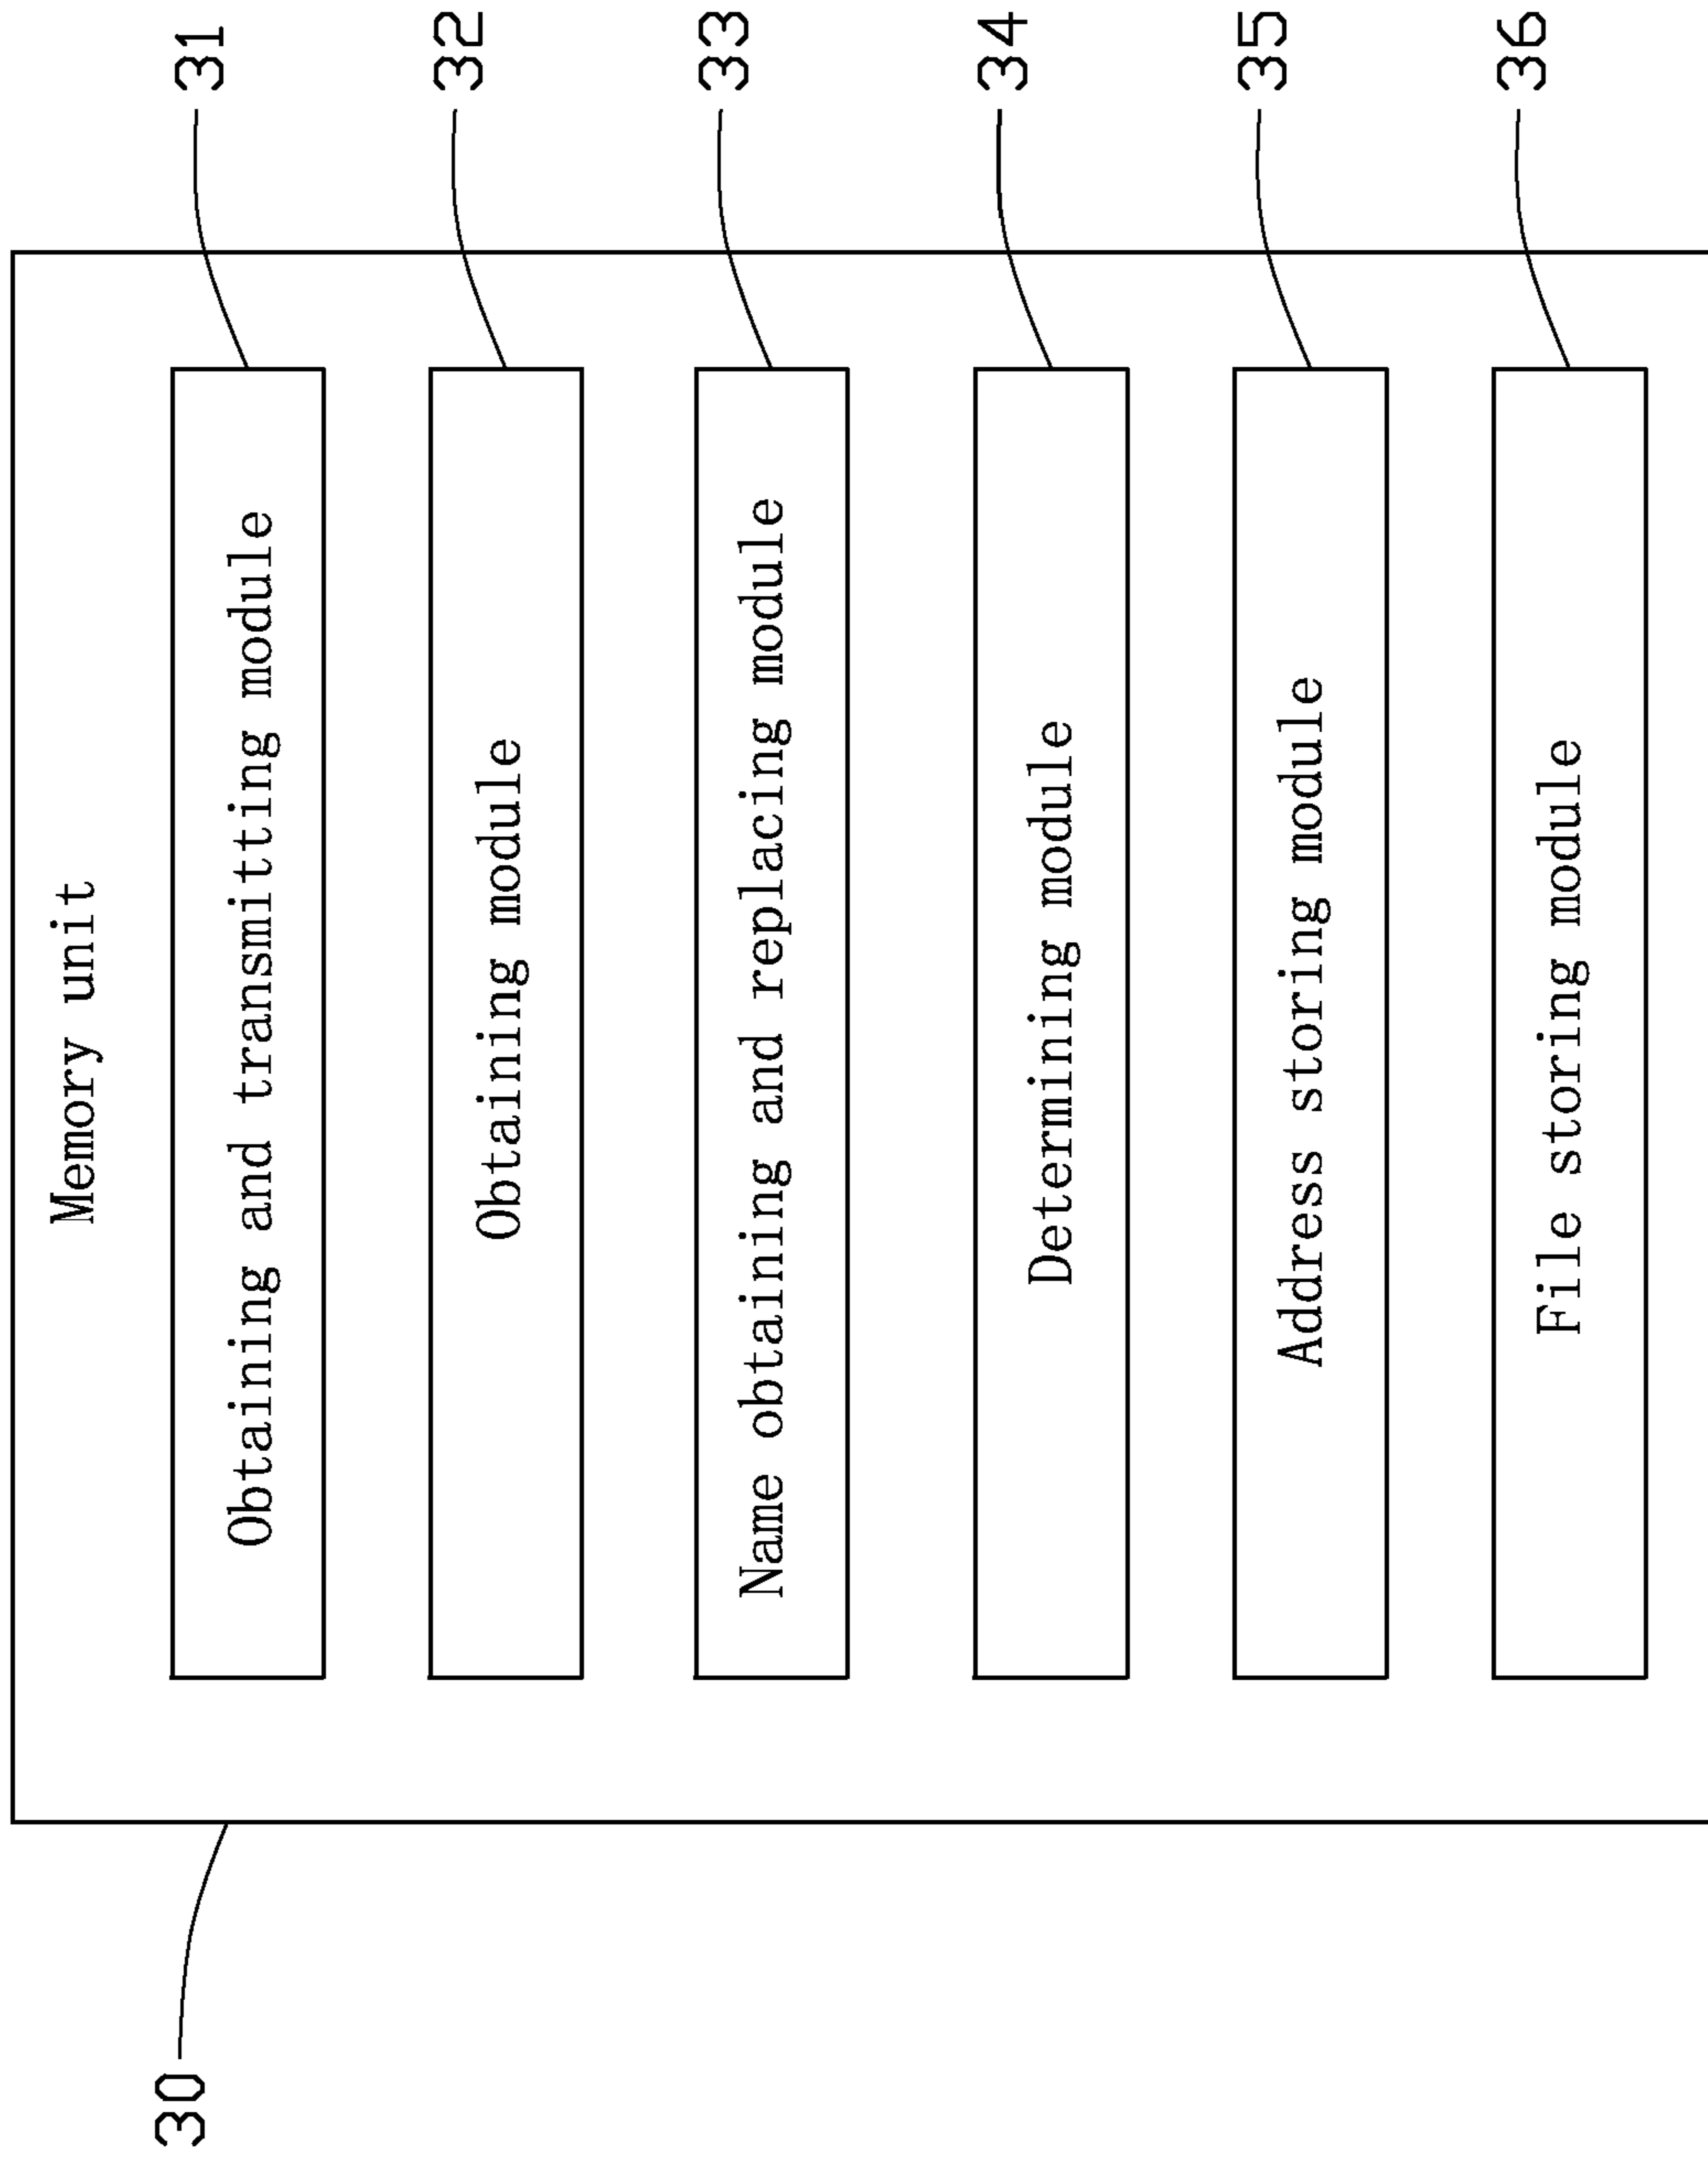 30
Memory unit
Obtaining and transmitting module
31
Obtaining module
32
Name obtaining and replacing module
33
Determining module
34
Address storing module
35
File storing module
36